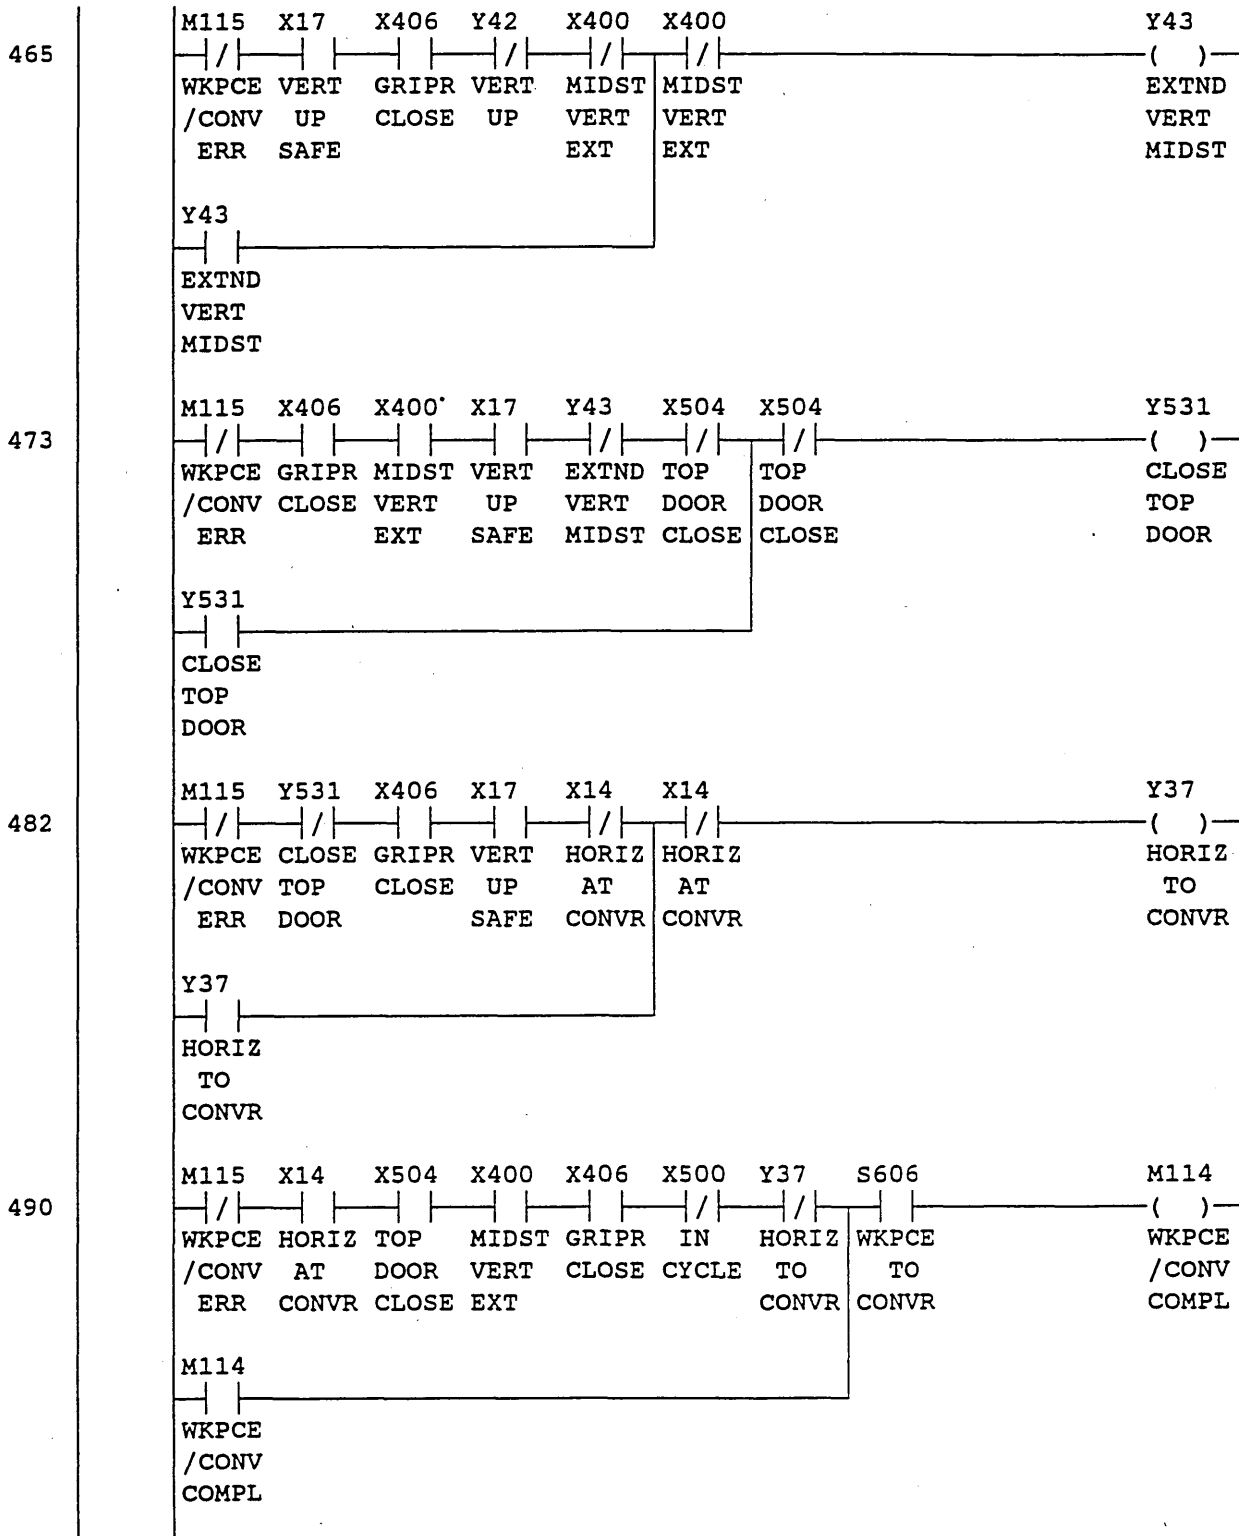 M115 X17 X406 Y42 X400 X400 Y43
465
WKPCE VERT GRIPR VERT MIDST MIDST EXTND
/CONV UP CLOSE UP VERT VERT VERT
ERR SAFE EXT EXT MIDST
Y43
EXTND
VERT
MIDST
M115 X406 X400 X17 Y43 X504 X504 Y531
473
WKPCE GRIPR MIDST VERT EXTND TOP TOP CLOSE
/CONV CLOSE VERT UP VERT DOOR DOOR TOP
ERR EXT SAFE MIDST CLOSE CLOSE DOOR
Y531
CLOSE
TOP
DOOR
M115 Y531 X406 X17 X14 X14 Y37
482
WKPCE CLOSE GRIPR VERT HORIZ HORIZ HORIZ
/CONV TOP CLOSE UP AT AT TO
ERR DOOR SAFE CONVR CONVR CONVR
Y37
HORIZ
TO
CONVR
M115 X14 X504 X400 X406 X500 Y37 S606 M114
490
WKPCE HORIZ TOP MIDST GRIPR IN HORIZ WKPCE WKPCE
/CONV AT DOOR VERT CLOSE CYCLE TO TO /CONV
ERR CONVR CLOSE EXT CONVR CONVR COMPL
M114
WKPCE
/CONV
COMPL